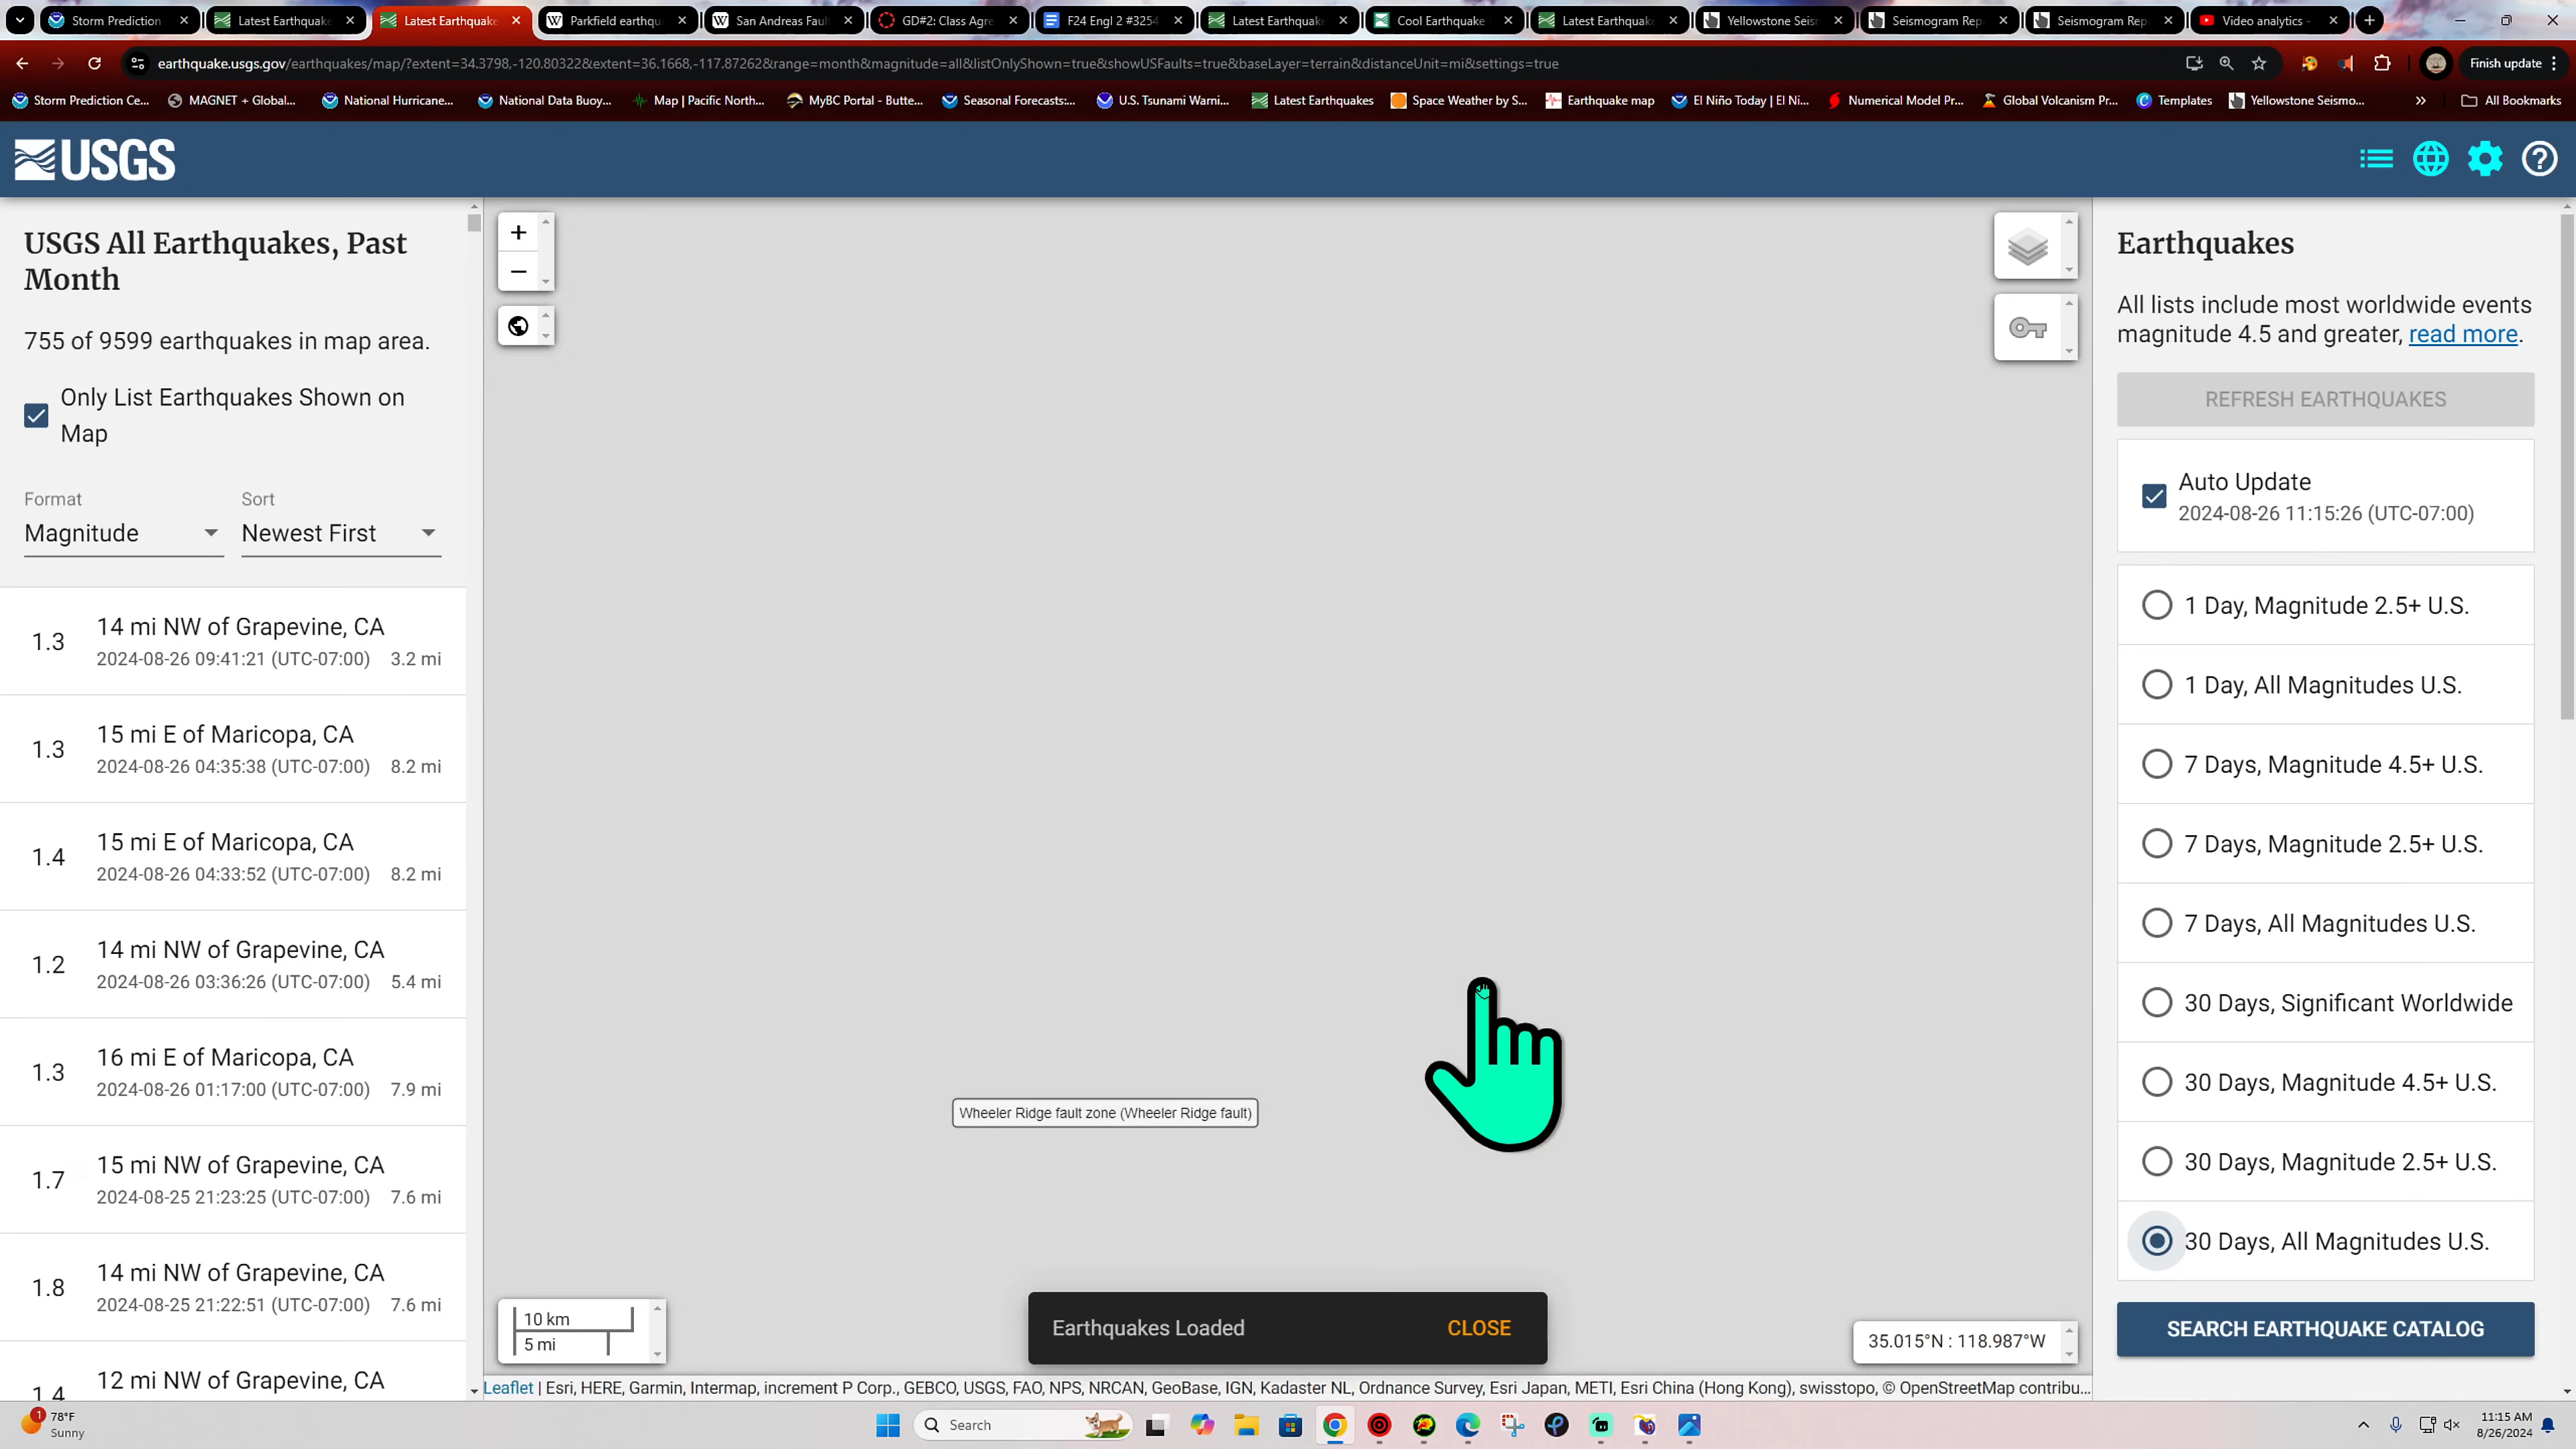 Storm Prediction
Latest Earthquake
Latest Earthquake
Parkfield earthqu
San Andreas Faul
GD#2: Class Agre
F24 Engl 2 #3254
Latest Earthquake
Cool Earthquake
Latest Earthquake
Yellowstone Seisn
Seismogram Rep
Seismogram Rep
Video analytics -
earthquake.usgs.gov/earthquakes/map/?extent=34.3798,-120.80322&extent=36.1668,-117.87262&range=month&magnitude=all&listOnlyShown=true&showUSFaults=true&baseLayer=terrain&distanceUnit=mi&settings=true
Finish update
Storm Prediction Ce...
MAGNET + Global...
National Hurricane...
National Data Buoy...
Map | Pacific North...
MyBC Portal - Butte...
Seasonal Forecasts:...
U.S. Tsunami Warni...
Latest Earthquakes
Space Weather by S...
Earthquake map
El Niño Today | El Ni...
Numerical Model Pr...
Global Volcanism Pr...
Templates
Yellowstone Seismo...
All Bookmarks
USGS
USGS All Earthquakes, Past
Month
755 of 9599 earthquakes in map area.
Only List Earthquakes Shown on
Map
Format
Sort
Magnitude
Newest First
1.3
14 mi NW of Grapevine, CA
2024-08-26 09:41:21 (UTC-07:00) 3.2 mi
1.3
15 mi E of Maricopa, CA
2024-08-26 04:35:38 (UTC-07:00) 8.2 mi
1.4
15 mi E of Maricopa, CA
2024-08-26 04:33:52 (UTC-07:00) 8.2 mi
1.2
14 mi NW of Grapevine, CA
2024-08-26 03:36:26 (UTC-07:00) 5.4 mi
1.3
16 mi E of Maricopa, CA
2024-08-26 01:17:00 (UTC-07:00) 7.9 mi
1.7
15 mi NW of Grapevine, CA
2024-08-25 21:23:25 (UTC-07:00) 7.6 mi
1.8
14 mi NW of Grapevine, CA
2024-08-25 21:22:51 (UTC-07:00) 7.6 mi
1.4
12 mi NW of Grapevine, CA
+
−
Wheeler Ridge fault zone (Wheeler Ridge fault)
10 km
5 mi
Earthquakes Loaded
CLOSE
35.015°N : 118.987°W
Leaflet | Esri, HERE, Garmin, Intermap, increment P Corp., GEBCO, USGS, FAO, NPS, NRCAN, GeoBase, IGN, Kadaster NL, Ordnance Survey, Esri Japan, METI, Esri China (Hong Kong), swisstopo, © OpenStreetMap contribu...
Earthquakes
All lists include most worldwide events
magnitude 4.5 and greater, read more.
REFRESH EARTHQUAKES
Auto Update
2024-08-26 11:15:26 (UTC-07:00)
1 Day, Magnitude 2.5+ U.S.
1 Day, All Magnitudes U.S.
7 Days, Magnitude 4.5+ U.S.
7 Days, Magnitude 2.5+ U.S.
7 Days, All Magnitudes U.S.
30 Days, Significant Worldwide
30 Days, Magnitude 4.5+ U.S.
30 Days, Magnitude 2.5+ U.S.
30 Days, All Magnitudes U.S.
SEARCH EARTHQUAKE CATALOG
1
78°F
Sunny
Search
11:15 AM
8/26/2024